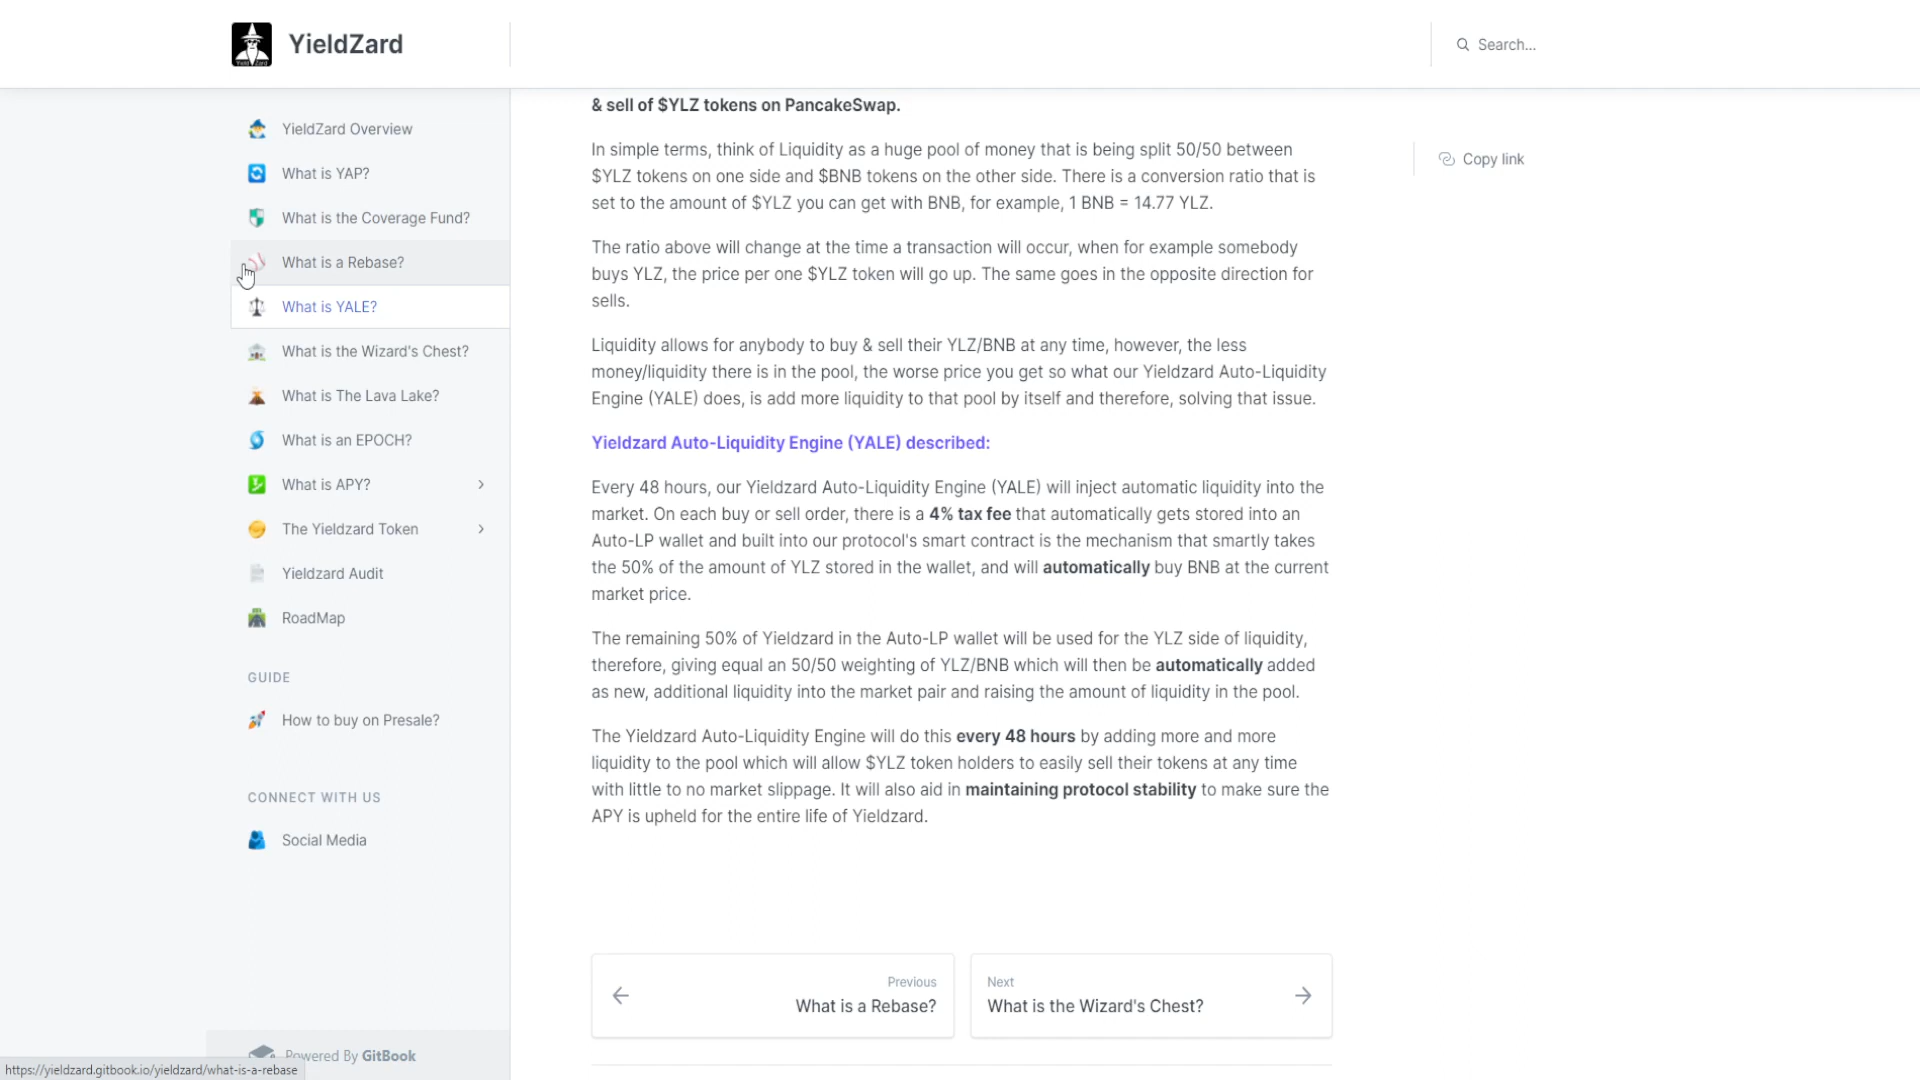 YieldZard
Search...
YieldZard Overview
What is YAP?
What is the Coverage Fund?
What is a Rebase?
What is YALE?
What is the Wizard's Chest?
What is The Lava Lake?
What is an EPOCH?
What is APY?
The Yieldzard Token
Yieldzard Audit
RoadMap
GUIDE
How to buy on Presale?
CONNECT WITH US
Social Media
Powered By GitBook
https://yieldzard.gitbook.io/yieldzard/what-is-a-rebase
& sell of $YLZ tokens on PancakeSwap.
In simple terms, think of Liquidity as a huge pool of money that is being split 50/50 between
$YLZ tokens on one side and $BNB tokens on the other side. There is a conversion ratio that is
set to the amount of $YLZ you can get with BNB, for example, 1 BNB = 14.77 YLZ.
The ratio above will change at the time a transaction will occur, when for example somebody
buys YLZ, the price per one $YLZ token will go up. The same goes in the opposite direction for
sells.
Liquidity allows for anybody to buy & sell their YLZ/BNB at any time, however, the less
money/liquidity there is in the pool, the worse price you get so what our Yieldzard Auto-Liquidity
Engine (YALE) does, is add more liquidity to that pool by itself and therefore, solving that issue.
Yieldzard Auto-Liquidity Engine (YALE) described:
Every 48 hours, our Yieldzard Auto-Liquidity Engine (YALE) will inject automatic liquidity into the
market. On each buy or sell order, there is a 4% tax fee that automatically gets stored into an
Auto-LP wallet and built into our protocol's smart contract is the mechanism that smartly takes
the 50% of the amount of YLZ stored in the wallet, and will automatically buy BNB at the current
market price.
The remaining 50% of Yieldzard in the Auto-LP wallet will be used for the YLZ side of liquidity,
therefore, giving equal an 50/50 weighting of YLZ/BNB which will then be automatically added
as new, additional liquidity into the market pair and raising the amount of liquidity in the pool.
The Yieldzard Auto-Liquidity Engine will do this every 48 hours by adding more and more
liquidity to the pool which will allow $YLZ token holders to easily sell their tokens at any time
with little to no market slippage. It will also aid in maintaining protocol stability to make sure the
APY is upheld for the entire life of Yieldzard.
Previous
What is a Rebase?
Next
What is the Wizard's Chest?
Copy link